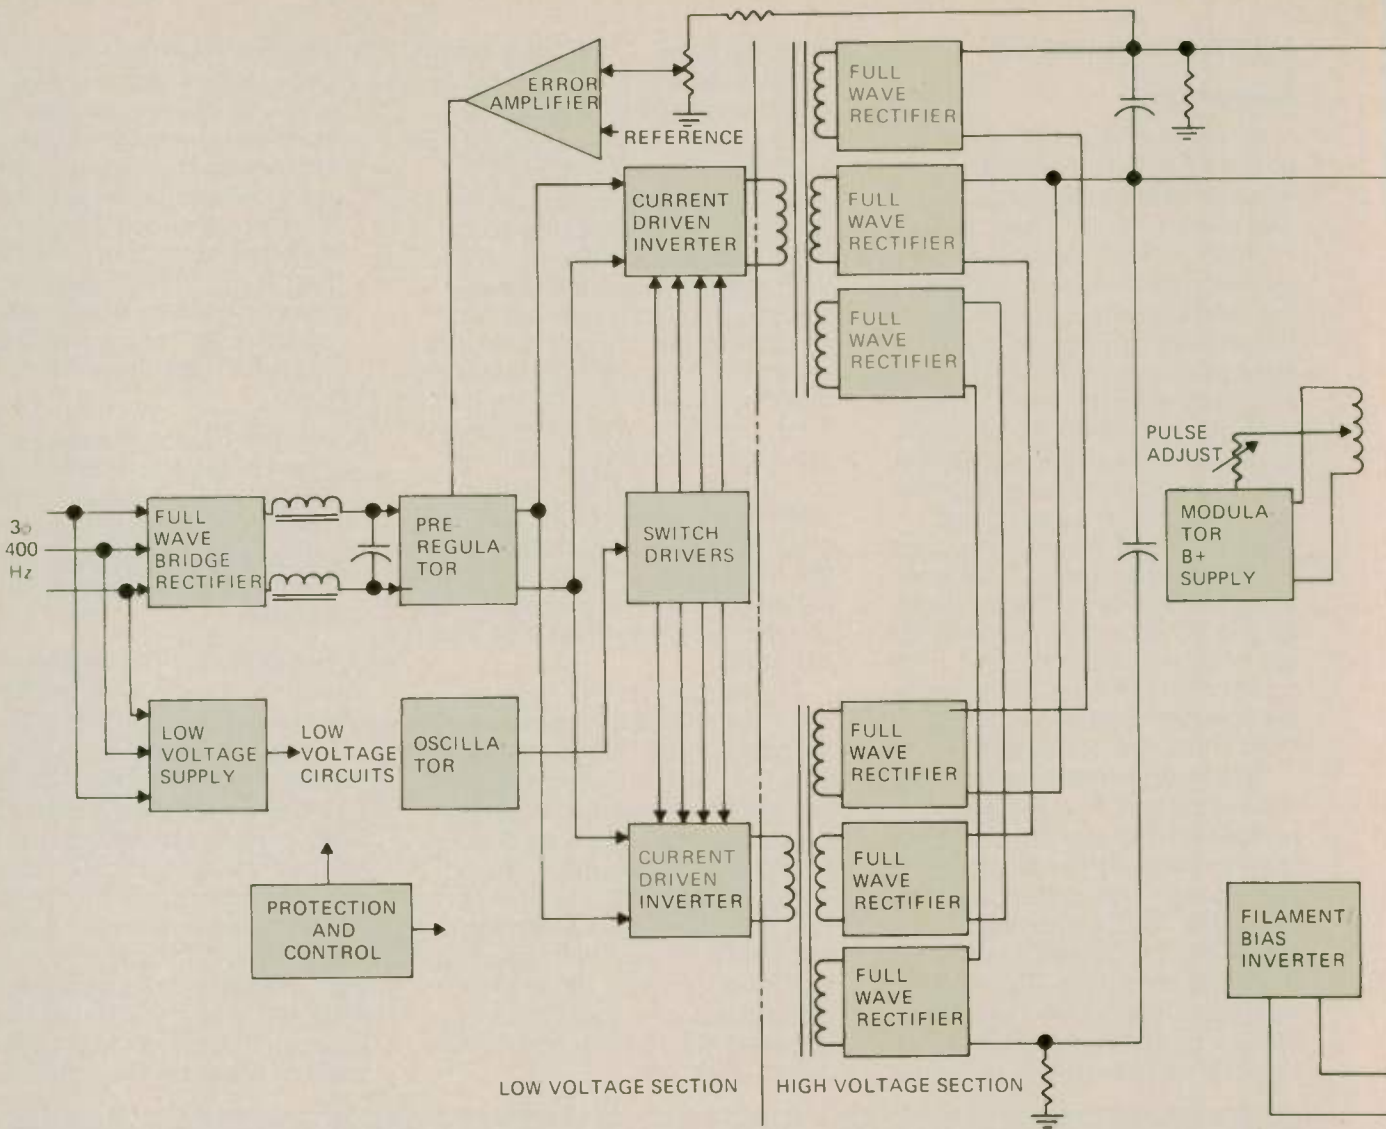 ERROR
AMPLIFIER
REFERENCE
FULL
WAVE
RECTIFIER
CURRENT
DRIVEN
INVERTER
FULL
WAVE
RECTIFIER
FULL
WAVE
RECTIFIER
PULSE
ADJUST
3φ
400
Hz
FULL
WAVE
BRIDGE
RECTIFIER
PRE
REGULA
TOR
SWITCH
DRIVERS
MODULA
TOR
B+
SUPPLY
LOW
VOLTAGE
SUPPLY
LOW
VOLTAGE
CIRCUITS
OSCILLA
TOR
FULL
WAVE
RECTIFIER
CURRENT
DRIVEN
INVERTER
FULL
WAVE
RECTIFIER
PROTECTION
AND
CONTROL
FILAMENT
BIAS
INVERTER
FULL
WAVE
RECTIFIER
LOW VOLTAGE SECTION
HIGH VOLTAGE SECTION